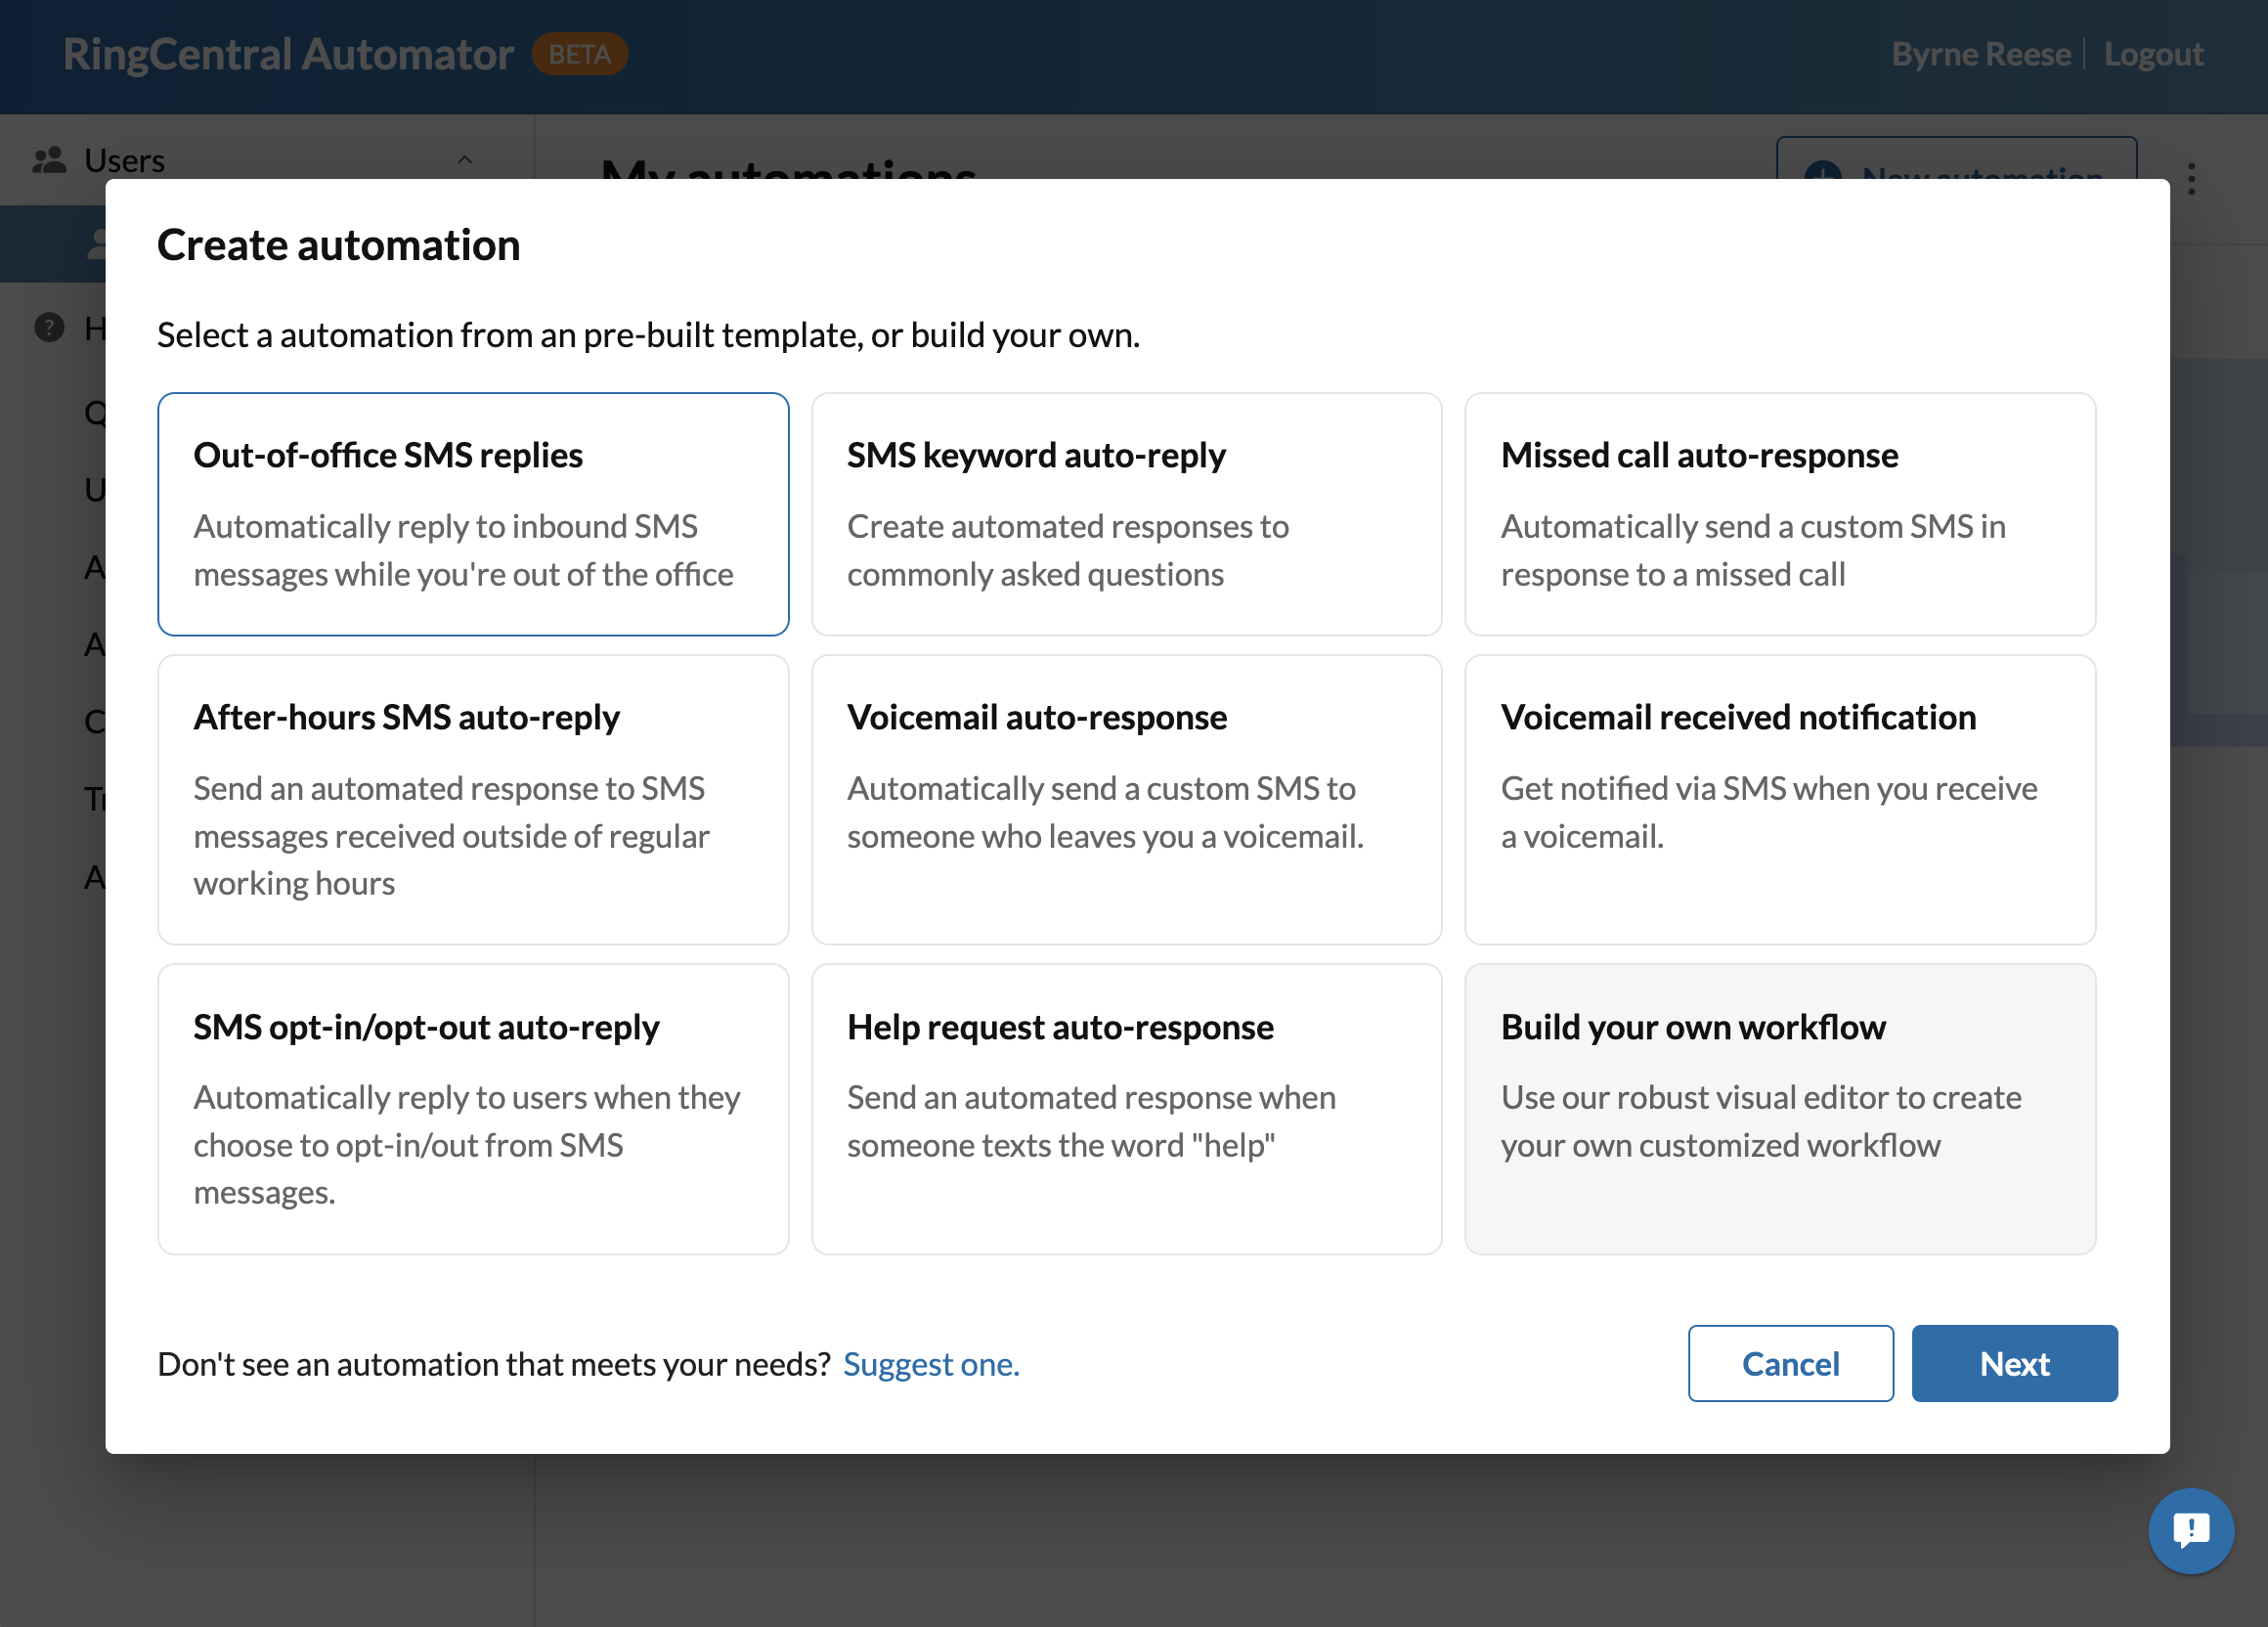 RingCentral Automator BETA
Byrne Reese
Logout
Users
My automations
New automation
Create automation
Select a automation from an pre-built template, or build your own.
Out-of-office SMS replies
Automatically reply to inbound SMS
messages while you're out of the office
SMS keyword auto-reply
Create automated responses to
commonly asked questions
Missed call auto-response
Automatically send a custom SMS in
response to a missed call
After-hours SMS auto-reply
Send an automated response to SMS
messages received outside of regular
working hours
Voicemail auto-response
Automatically send a custom SMS to
someone who leaves you a voicemail.
Voicemail received notification
Get notified via SMS when you receive
a voicemail.
SMS opt-in/opt-out auto-reply
Automatically reply to users when they
choose to opt-in/out from SMS
messages.
Help request auto-response
Send an automated response when
someone texts the word "help"
Build your own workflow
Use our robust visual editor to create
your own customized workflow
Don't see an automation that meets your needs? Suggest one.
Cancel
Next